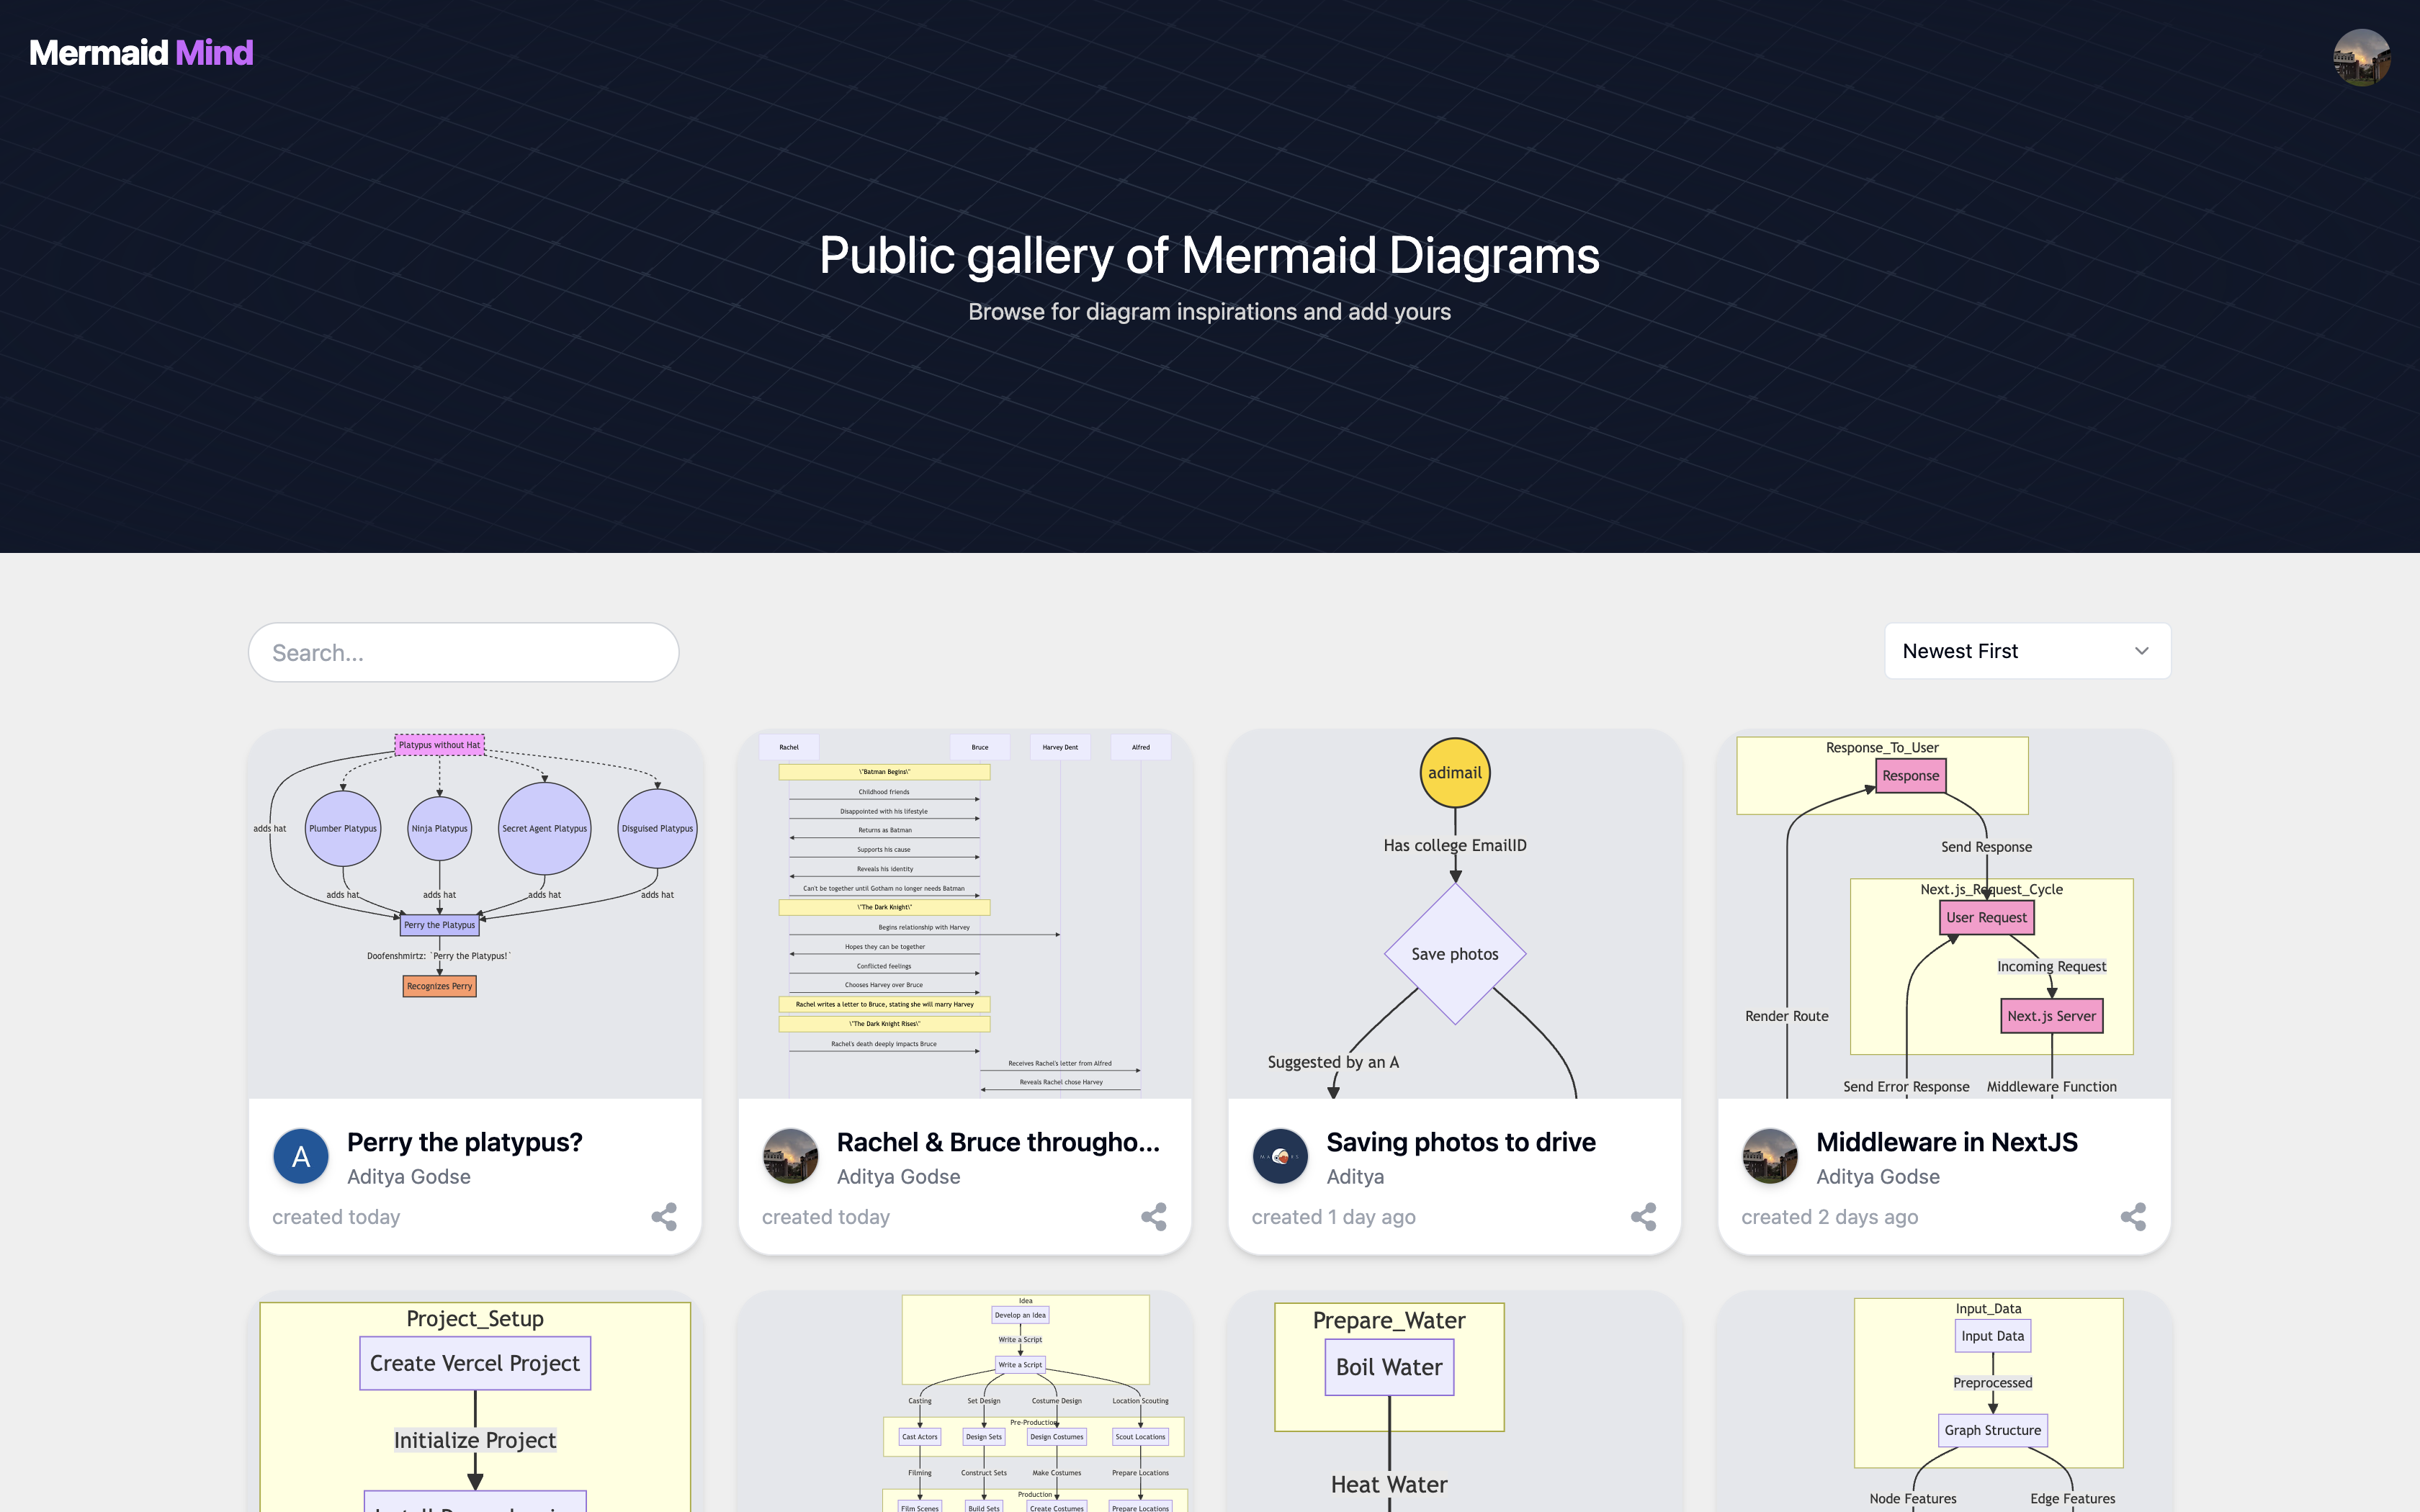 Mermaid Mind
Public gallery of Mermaid Diagrams
Browse for diagram inspirations and add yours
Search...
Newest First
Platypus without Hat
adds hat
Plumber Platypus
Ninja Platypus
Secret Agent Platypus
Disguised Platypus
adds hat
adds hat
adds hat
adds hat
Perry the Platypus
Doofenshmirtz: `Perry the Platypus!`
Recognizes Perry
A
Perry the platypus?
Aditya Godse
created today
Rachel
Bruce
Harvey Dent
Alfred
\"Batman Begins\"
Childhood friends
Disappointed with his lifestyle
Returns as Batman
Supports his cause
Reveals his identity
Can't be together until Gotham no longer needs Batman
\"The Dark Knight\"
Begins relationship with Harvey
Hopes they can be together
Conflicted feelings
Chooses Harvey over Bruce
Rachel writes a letter to Bruce, stating she will marry Harvey
\"The Dark Knight Rises\"
Rachel's death deeply impacts Bruce
Receives Rachel's letter from Alfred
Reveals Rachel chose Harvey
Rachel & Bruce througho...
Aditya Godse
created today
adimail
Has college EmailID
Save photos
Suggested by an A
Saving photos to drive
Aditya
created 1 day ago
Response_To_User
Response
Send Response
Next.js_Request_Cycle
User Request
Incoming Request
Next.js Server
Render Route
Send Error Response
Middleware Function
Middleware in NextJS
Aditya Godse
created 2 days ago
Project_Setup
Create Vercel Project
Initialize Project
Idea
Develop an Idea
Write a Script
Write a Script
Casting
Set Design
Costume Design
Location Scouting
Pre-Production
Cast Actors
Design Sets
Design Costumes
Scout Locations
Filming
Construct Sets
Make Costumes
Prepare Locations
Production
Film Scenes
Build Sets
Create Costumes
Prepare Locations
Prepare_Water
Boil Water
Heat Water
Input_Data
Input Data
Preprocessed
Graph Structure
Node Features
Edge Features